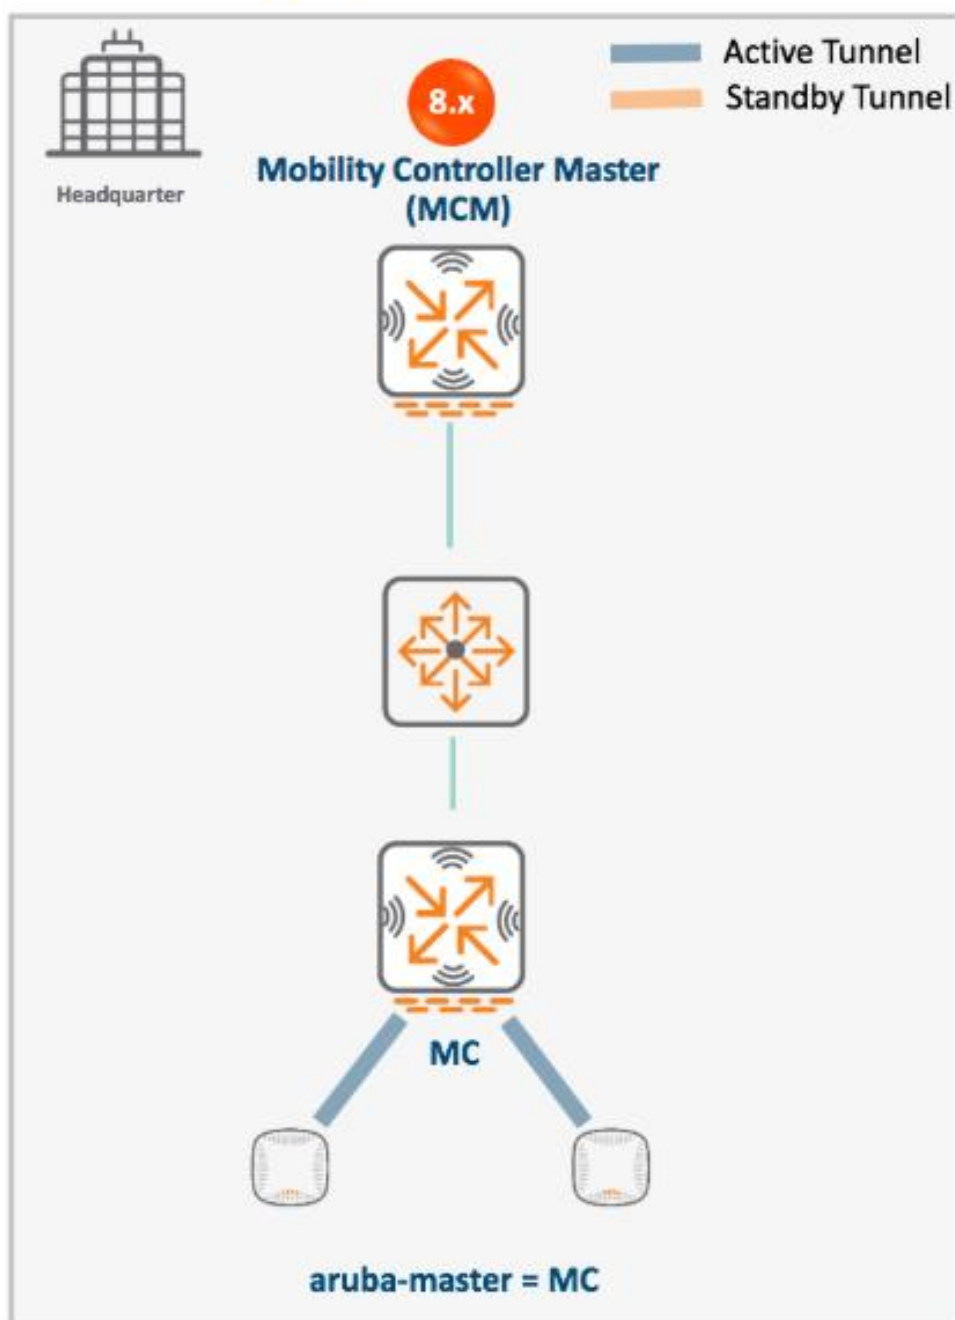 Headquarter
8.x
Mobility Controller Master
(MCM)
Active Tunnel
Standby Tunnel
MC
aruba-master = MC